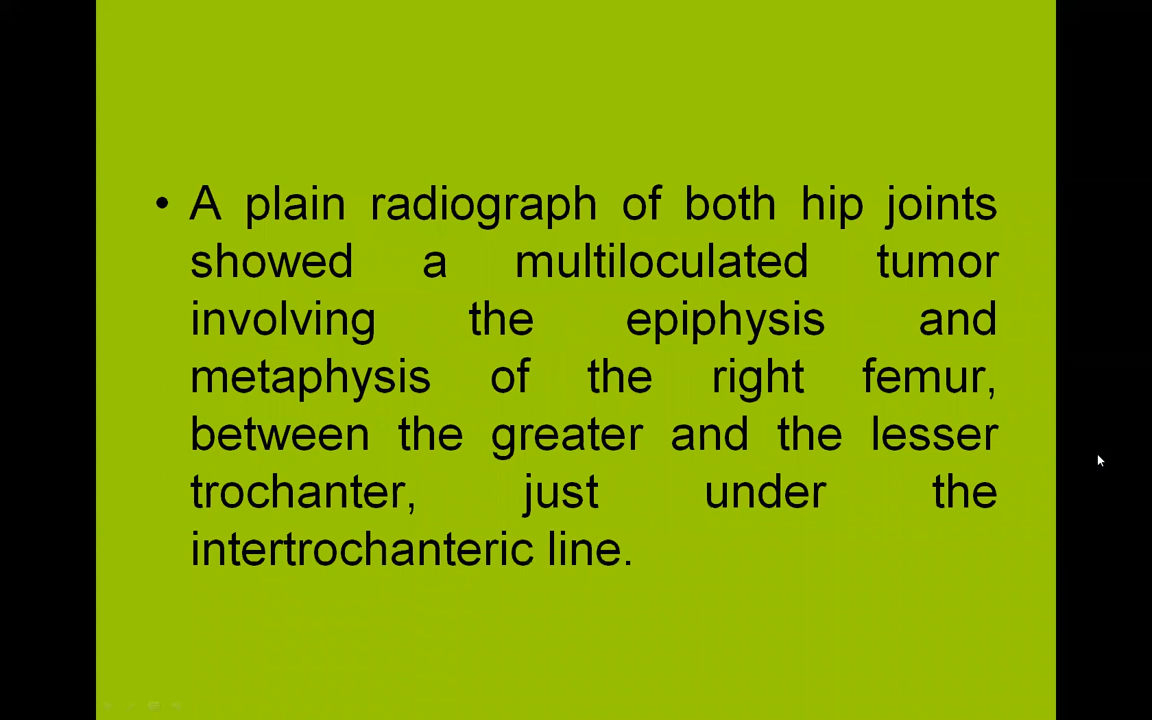 • A plain radiograph of both hip joints
showed a multiloculated tumor
involving the epiphysis and
metaphysis of the right femur,
between the greater and the lesser
trochanter, just under the
intertrochanteric line.